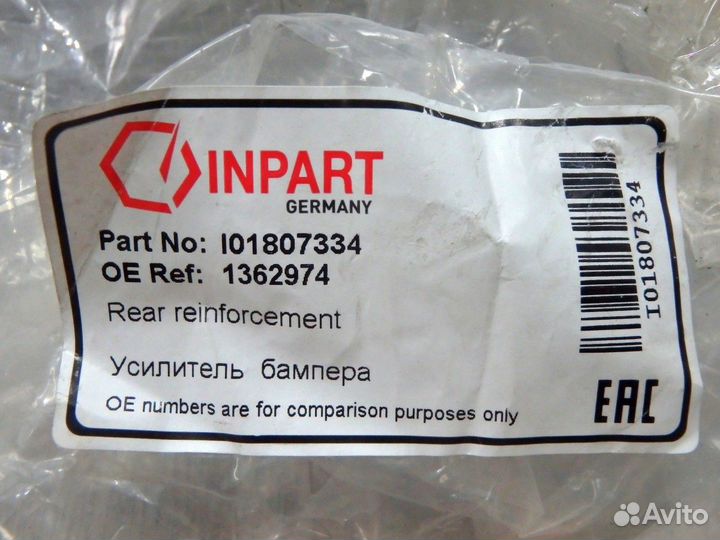 INPART
GERMANY
Part No: I01807334
OE Ref: 1362974
Rear reinforcement
Усилитель бампера
OE numbers are for comparison purposes only
I01807334
EAC
Avito